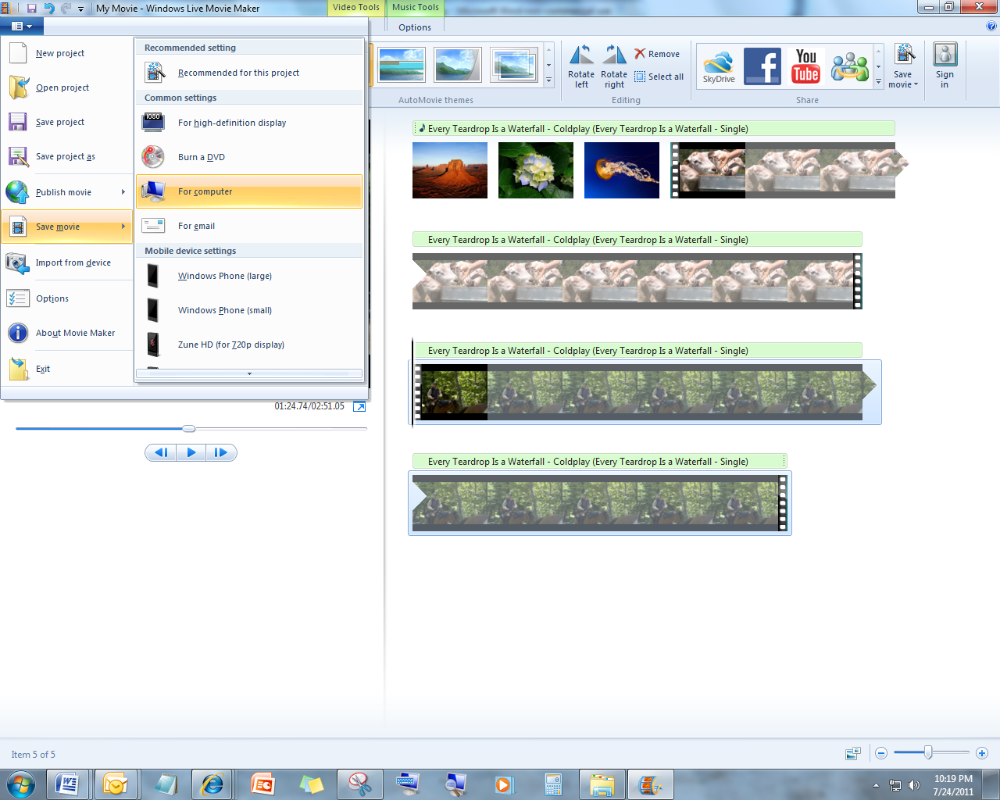 My Movie - Windows Live Movie Maker
Video Tools
Music Tools
Options
New project
Open project
Save project
Save project as
Publish movie
Save movie
Import from device
Options
About Movie Maker
Exit
Recommended setting
Recommended for this project
Common settings
1080
For high-definition display
Burn a DVD
For computer
For email
Mobile device settings
Windows Phone (large)
Windows Phone (small)
Zune HD (for 720p display)
AutoMovie themes
Rotate left
Rotate right
Remove
Select all
Editing
SkyDrive
You Tube
Share
Save movie
Sign in
Every Teardrop Is a Waterfall - Coldplay (Every Teardrop Is a Waterfall - Single)
Every Teardrop Is a Waterfall - Coldplay (Every Teardrop Is a Waterfall - Single)
Every Teardrop Is a Waterfall - Coldplay (Every Teardrop Is a Waterfall - Single)
Every Teardrop Is a Waterfall - Coldplay (Every Teardrop Is a Waterfall - Single)
01:24.74/02:51.05
Item 5 of 5
10:19 PM
7/24/2011